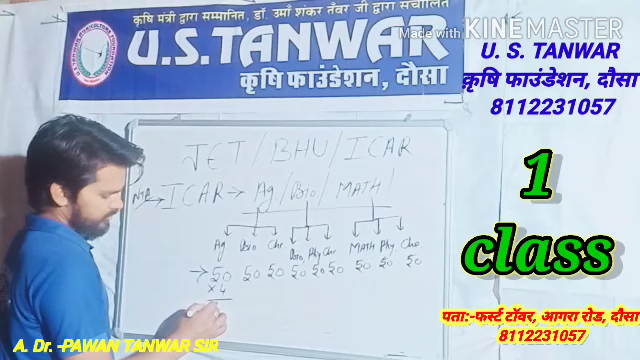 कृषि मंत्री द्वारा सम्मानित, डॉ. उमाँ शंकर तँवर जी द्वारा संचालित
U.S.TANWAR
कृषि फाउंडेशन, दौसा
Made with KINEMASTER
U. S. TANWAR
कृषि फाउंडेशन, दौसा
8112231057
1
class
पता:-फर्स्ट टॉवर, आगरा रोड, दौसा
8112231057
JET / BHU / ICAR
ICAR → Ag / Bio / MATH /
Ag Bio Che Bio, Phy Che MATH Phy Che
→ 50 50 50 50 50 50 50 50 50
×4
A. Dr. -PAWAN TANWAR SIR